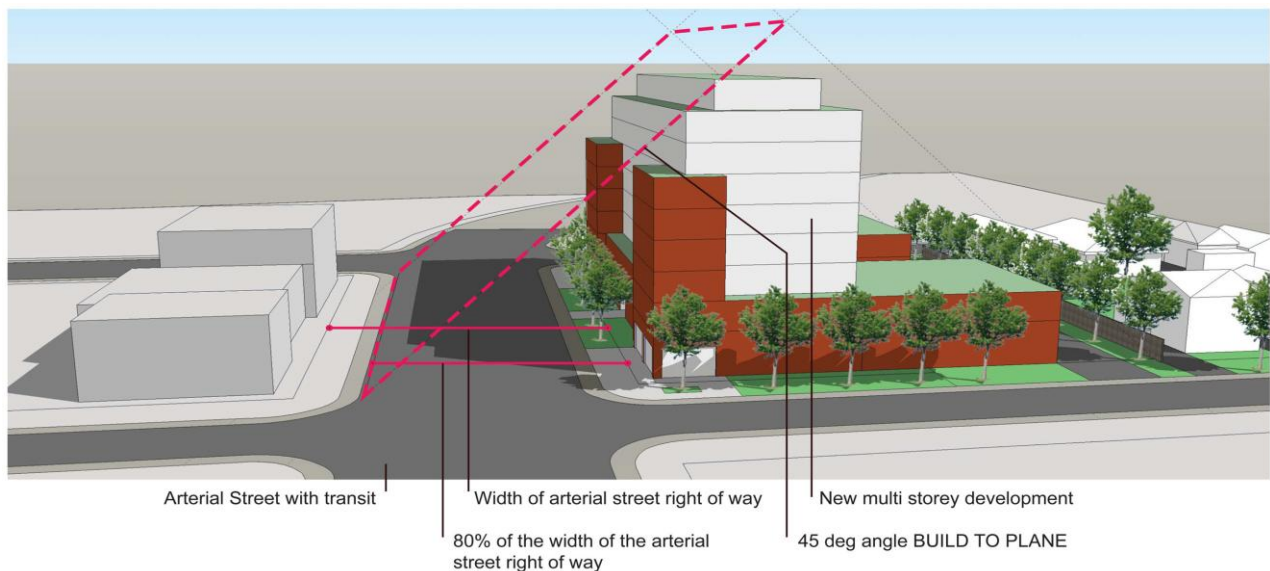 Arterial Street with transit
Width of arterial street right of way
New multi storey development
80% of the width of the arterial
street right of way
45 deg angle BUILD TO PLANE